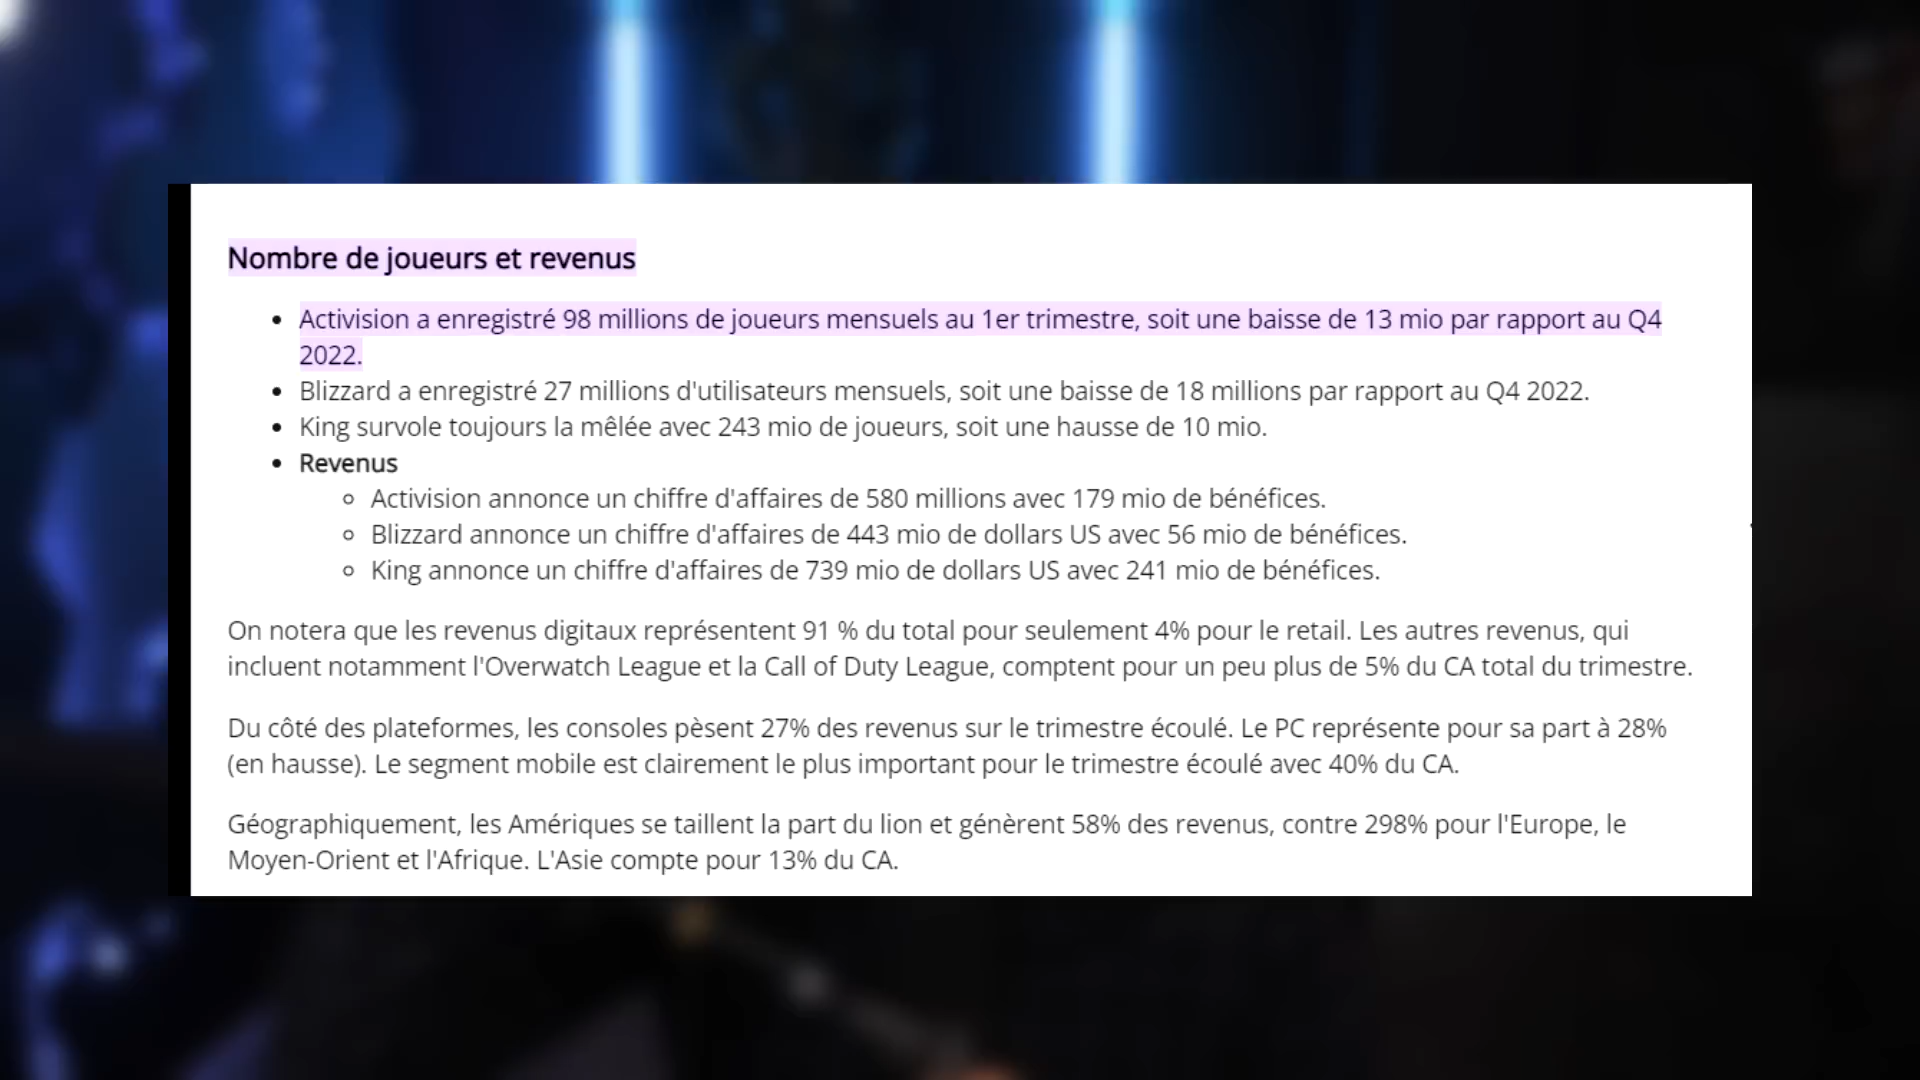 Nombre de joueurs et revenus
• Activision a enregistré 98 millions de joueurs mensuels au 1er trimestre, soit une baisse de 13 mio par rapport au Q4
2022.
• Blizzard a enregistré 27 millions d'utilisateurs mensuels, soit une baisse de 18 millions par rapport au Q4 2022.
• King survole toujours la mêlée avec 243 mio de joueurs, soit une hausse de 10 mio.
• Revenus
◦ Activision annonce un chiffre d'affaires de 580 millions avec 179 mio de bénéfices.
◦ Blizzard annonce un chiffre d'affaires de 443 mio de dollars US avec 56 mio de bénéfices.
◦ King annonce un chiffre d'affaires de 739 mio de dollars US avec 241 mio de bénéfices.
On notera que les revenus digitaux représentent 91 % du total pour seulement 4% pour le retail. Les autres revenus, qui
incluent notamment l'Overwatch League et la Call of Duty League, comptent pour un peu plus de 5% du CA total du trimestre.
Du côté des plateformes, les consoles pèsent 27% des revenus sur le trimestre écoulé. Le PC représente pour sa part à 28%
(en hausse). Le segment mobile est clairement le plus important pour le trimestre écoulé avec 40% du CA.
Géographiquement, les Amériques se taillent la part du lion et génèrent 58% des revenus, contre 298% pour l'Europe, le
Moyen-Orient et l'Afrique. L'Asie compte pour 13% du CA.